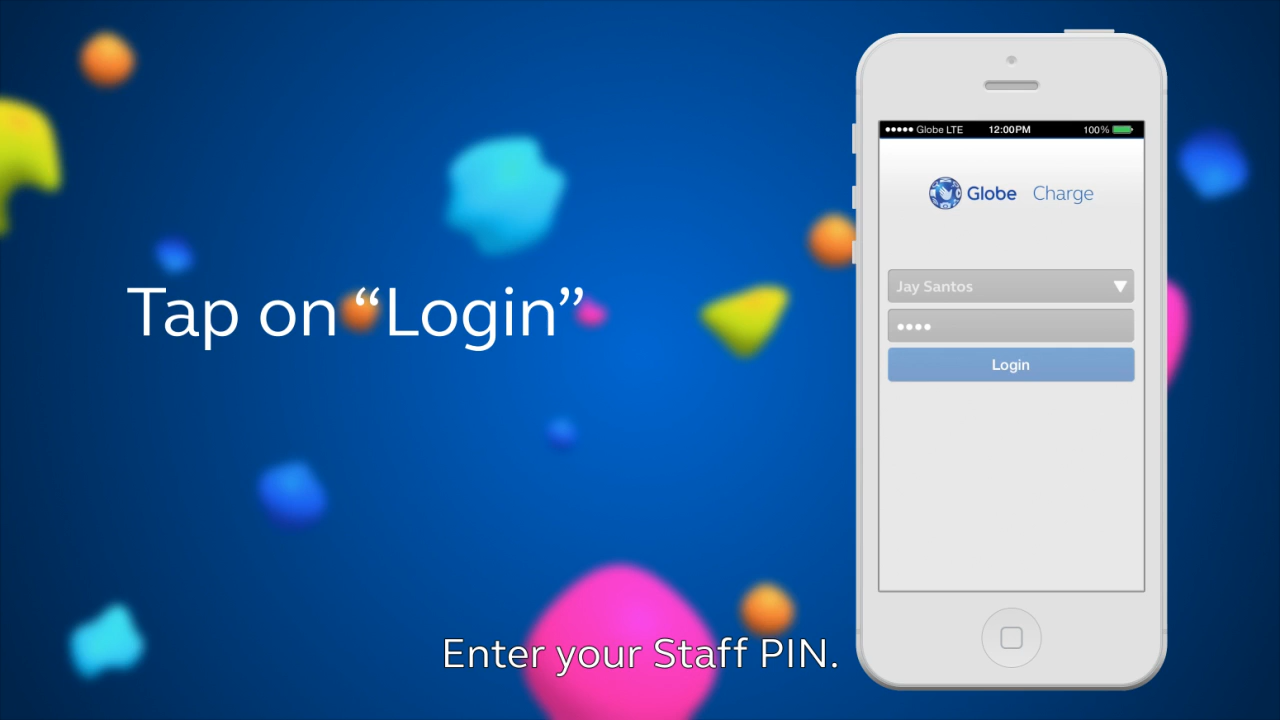 Globe LTE 12:00PM 100%
Globe Charge
Jay Santos
Login
Tap on “Login”
Enter your Staff PIN.